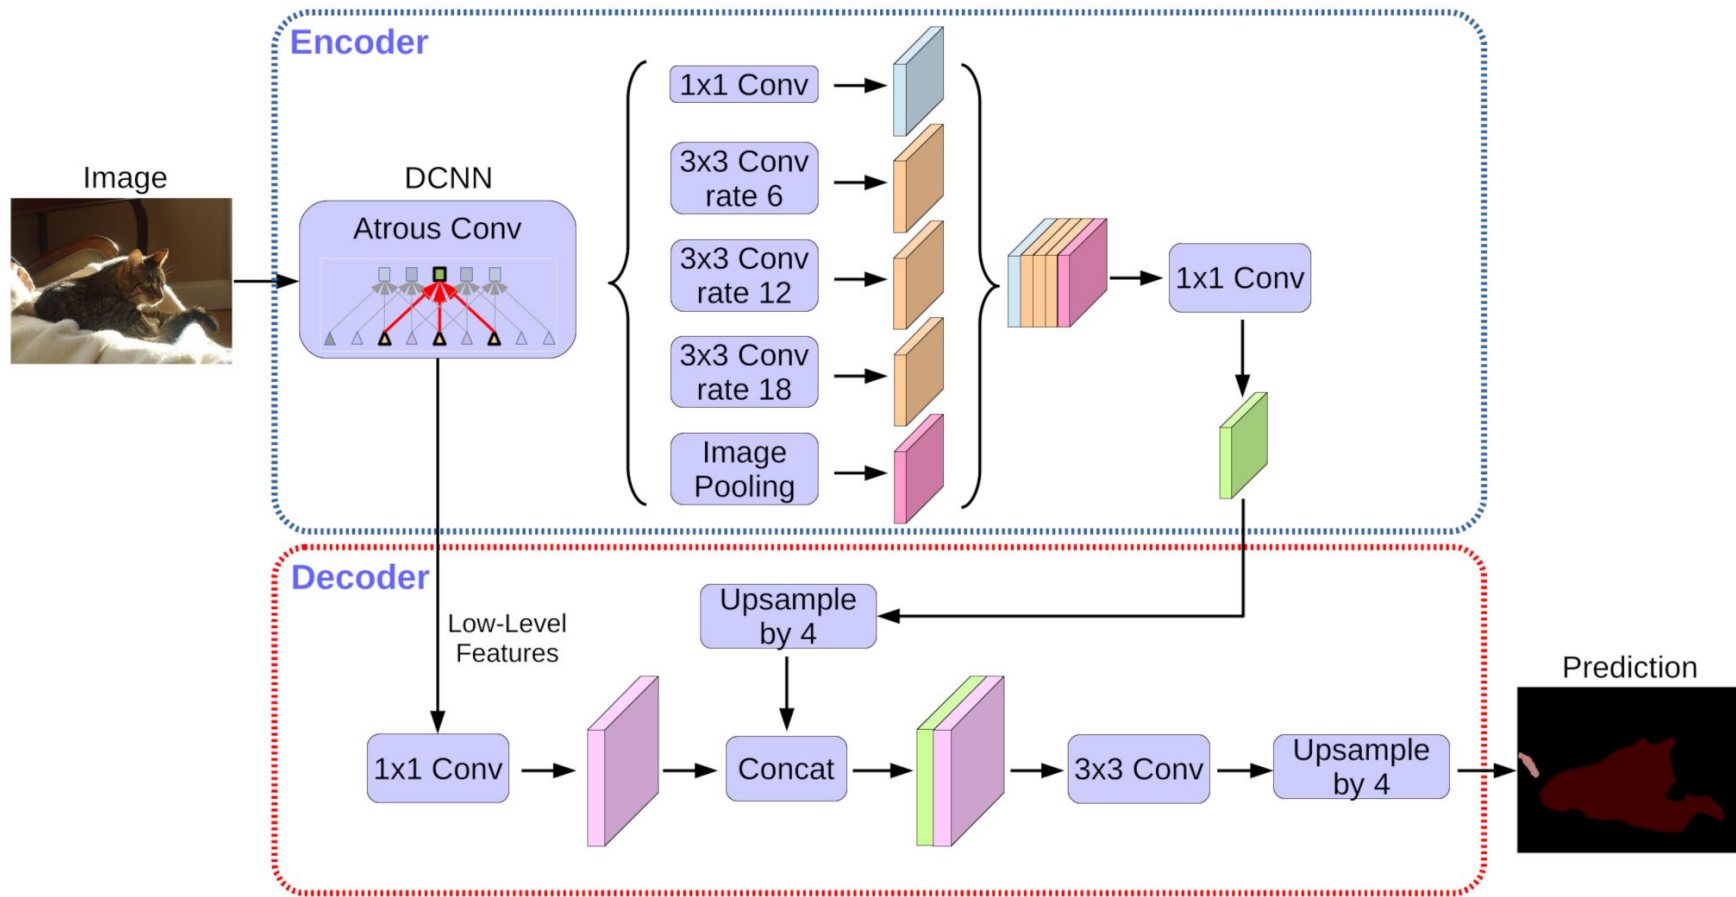 Encoder
Image
DCNN
Atrous Conv
1x1 Conv
3x3 Conv
rate 6
3x3 Conv
rate 12
3x3 Conv
rate 18
Image
Pooling
1x1 Conv
Decoder
Low-Level
Features
Upsample
by 4
1x1 Conv
Concat
3x3 Conv
Upsample
by 4
Prediction